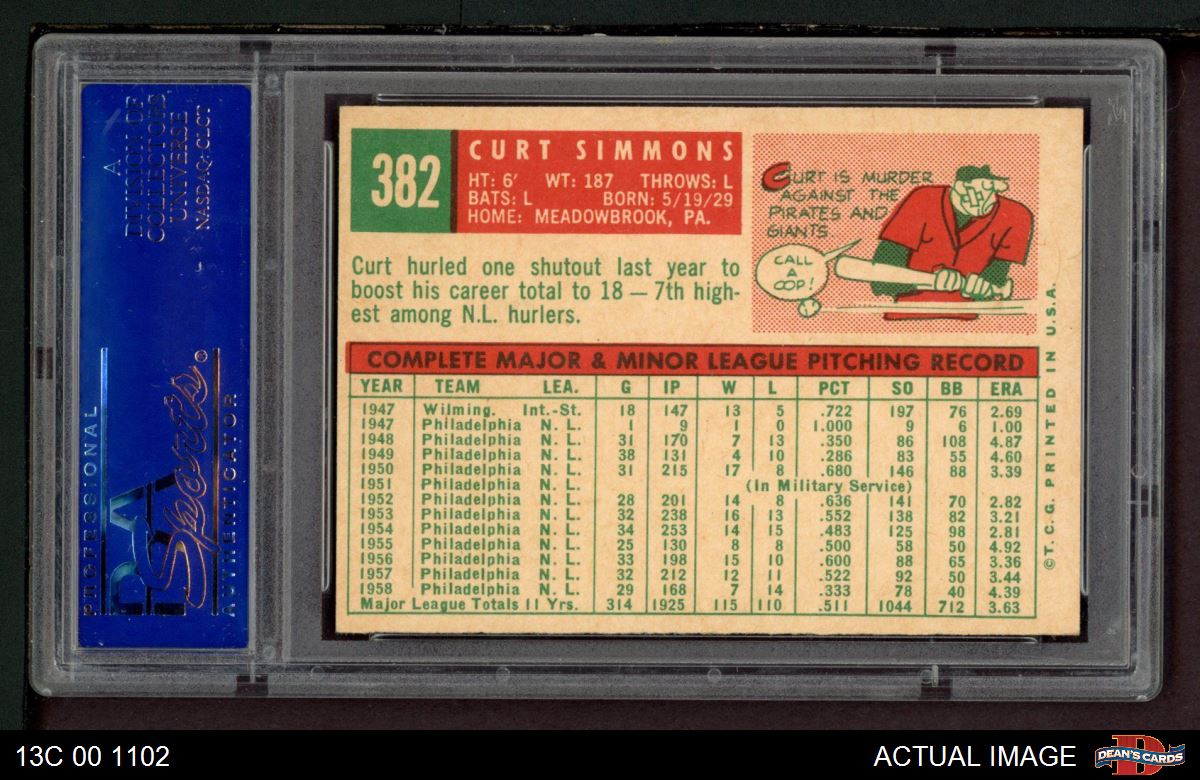 A
DIVISION OF
COLLECTORS
UNIVERSE
NASDAQ: CLCT
PROFESSIONAL
PSA
Sports®
AUTHENTICATOR
382
CURT SIMMONS
HT: 6' WT: 187 THROWS: L
BATS: L BORN: 5/19/29
HOME: MEADOWBROOK, PA.
CURT IS MURDER
AGAINST THE
PIRATES AND
GIANTS
CALL
A
COP!
Curt hurled one shutout last year to
boost his career total to 18 — 7th high-
est among N.L. hurlers.
COMPLETE MAJOR & MINOR LEAGUE PITCHING RECORD
YEAR TEAM LEA. G IP W L PCT SO BB ERA
1947 Wilming. Int.-St. 18 147 13 5 .722 197 76 2.69
1947 Philadelphia N. L. 1 9 1 0 1.000 9 6 1.00
1948 Philadelphia N. L. 31 170 7 13 .350 86 108 4.87
1949 Philadelphia N. L. 38 131 4 10 .286 83 55 4.60
1950 Philadelphia N. L. 31 215 17 8 .680 146 88 3.39
1951 Philadelphia N. L. (In Military Service)
1952 Philadelphia N. L. 28 201 14 8 .636 141 70 2.82
1953 Philadelphia N. L. 32 238 16 13 .552 138 82 3.21
1954 Philadelphia N. L. 34 253 14 15 .483 125 98 2.81
1955 Philadelphia N. L. 25 130 8 8 .500 58 50 4.92
1956 Philadelphia N. L. 33 198 15 10 .600 88 65 3.36
1957 Philadelphia N. L. 32 212 12 11 .522 92 50 3.44
1958 Philadelphia N. L. 29 168 7 14 .333 78 40 4.39
Major League Totals 11 Yrs. 314 1925 115 110 .511 1044 712 3.63
© T. C. G. PRINTED IN U.S.A.
13C 00 1102
ACTUAL IMAGE
D
DEAN'S CARDS